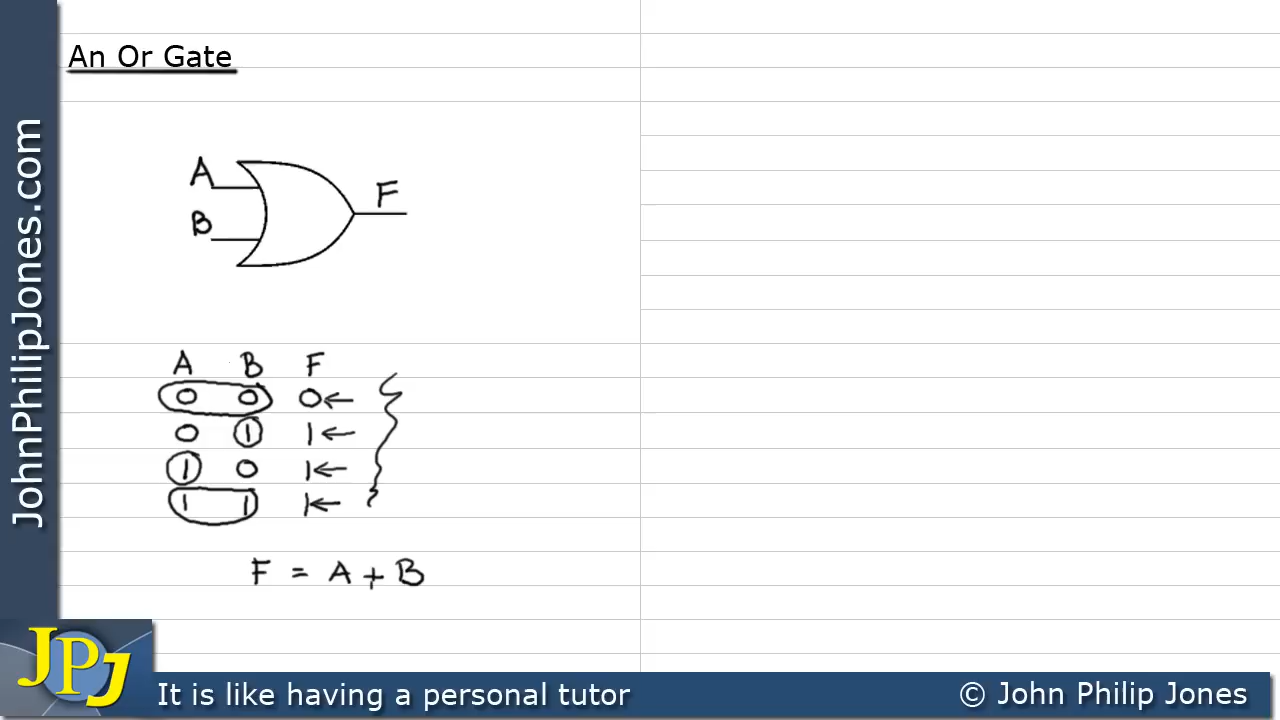 An Or Gate
A
B
F
A B F
0 0 0
0 1 1
1 0 1
1 1 1
F = A + B
JohnPhilipJones.com
JPJ
It is like having a personal tutor
© John Philip Jones